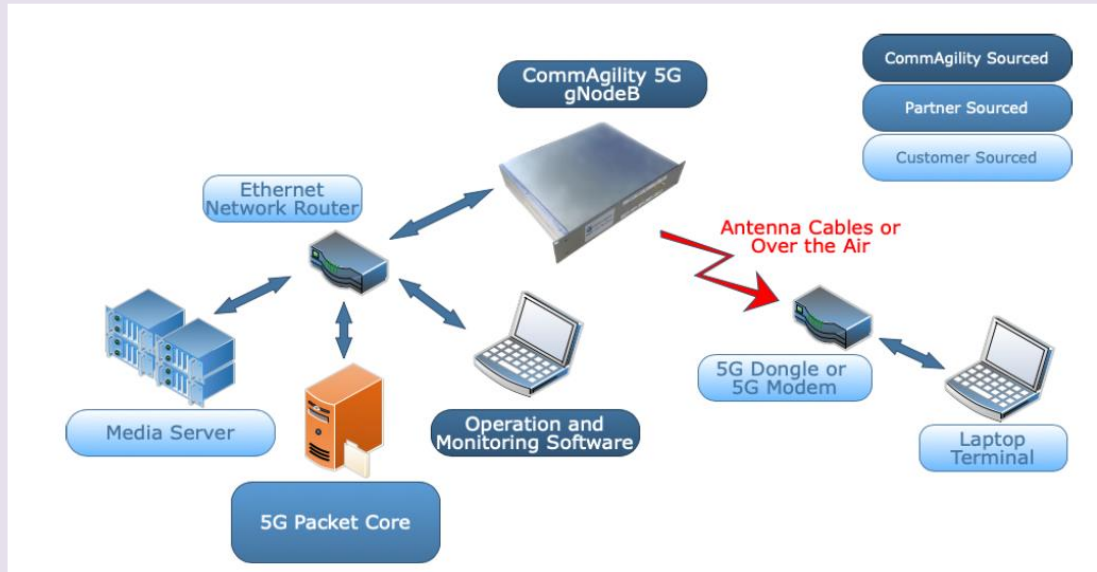 CommAgility 5G
gNodeB
CommAgility Sourced
Partner Sourced
Customer Sourced
Ethernet
Network Router
Antenna Cables or
Over the Air
Media Server
Operation and
Monitoring Software
5G Dongle or
5G Modem
Laptop
Terminal
5G Packet Core